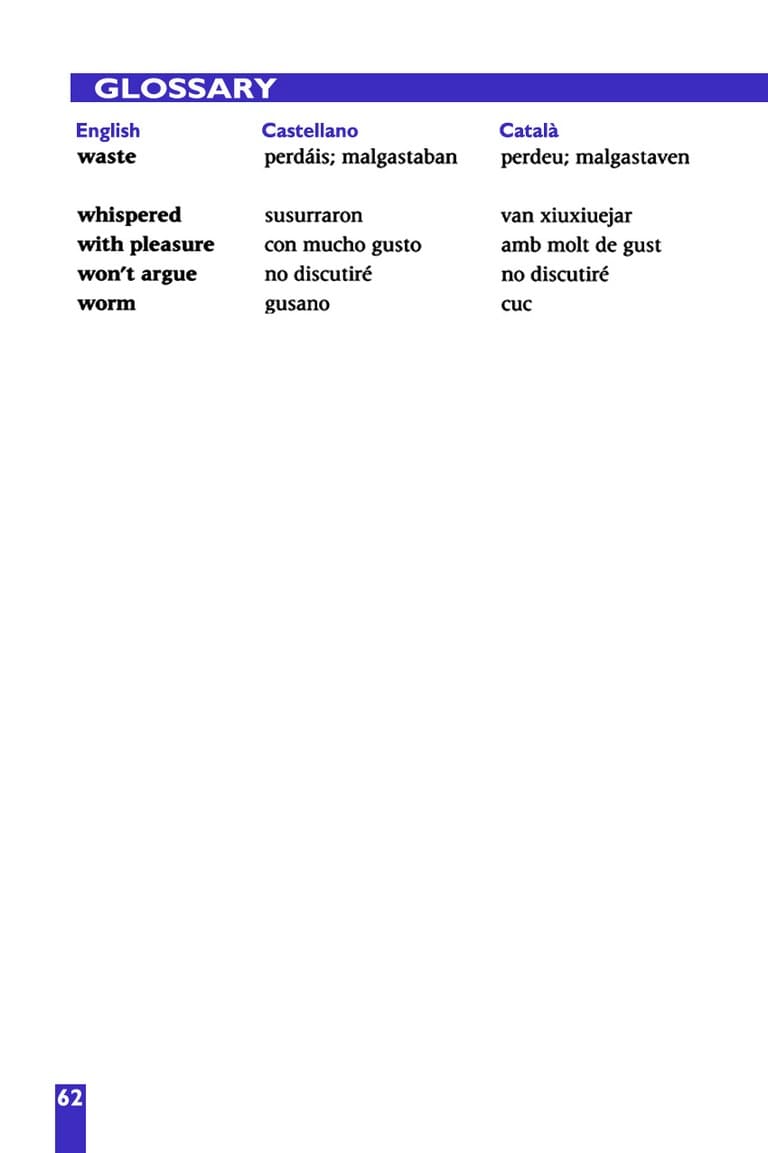 GLOSSARY
English Castellano Català
waste perdáis; malgastaban perdeu; malgastaven
whispered susurraron van xiuxiuejar
with pleasure con mucho gusto amb molt de gust
won't argue no discutiré no discutiré
worm gusano cuc
62